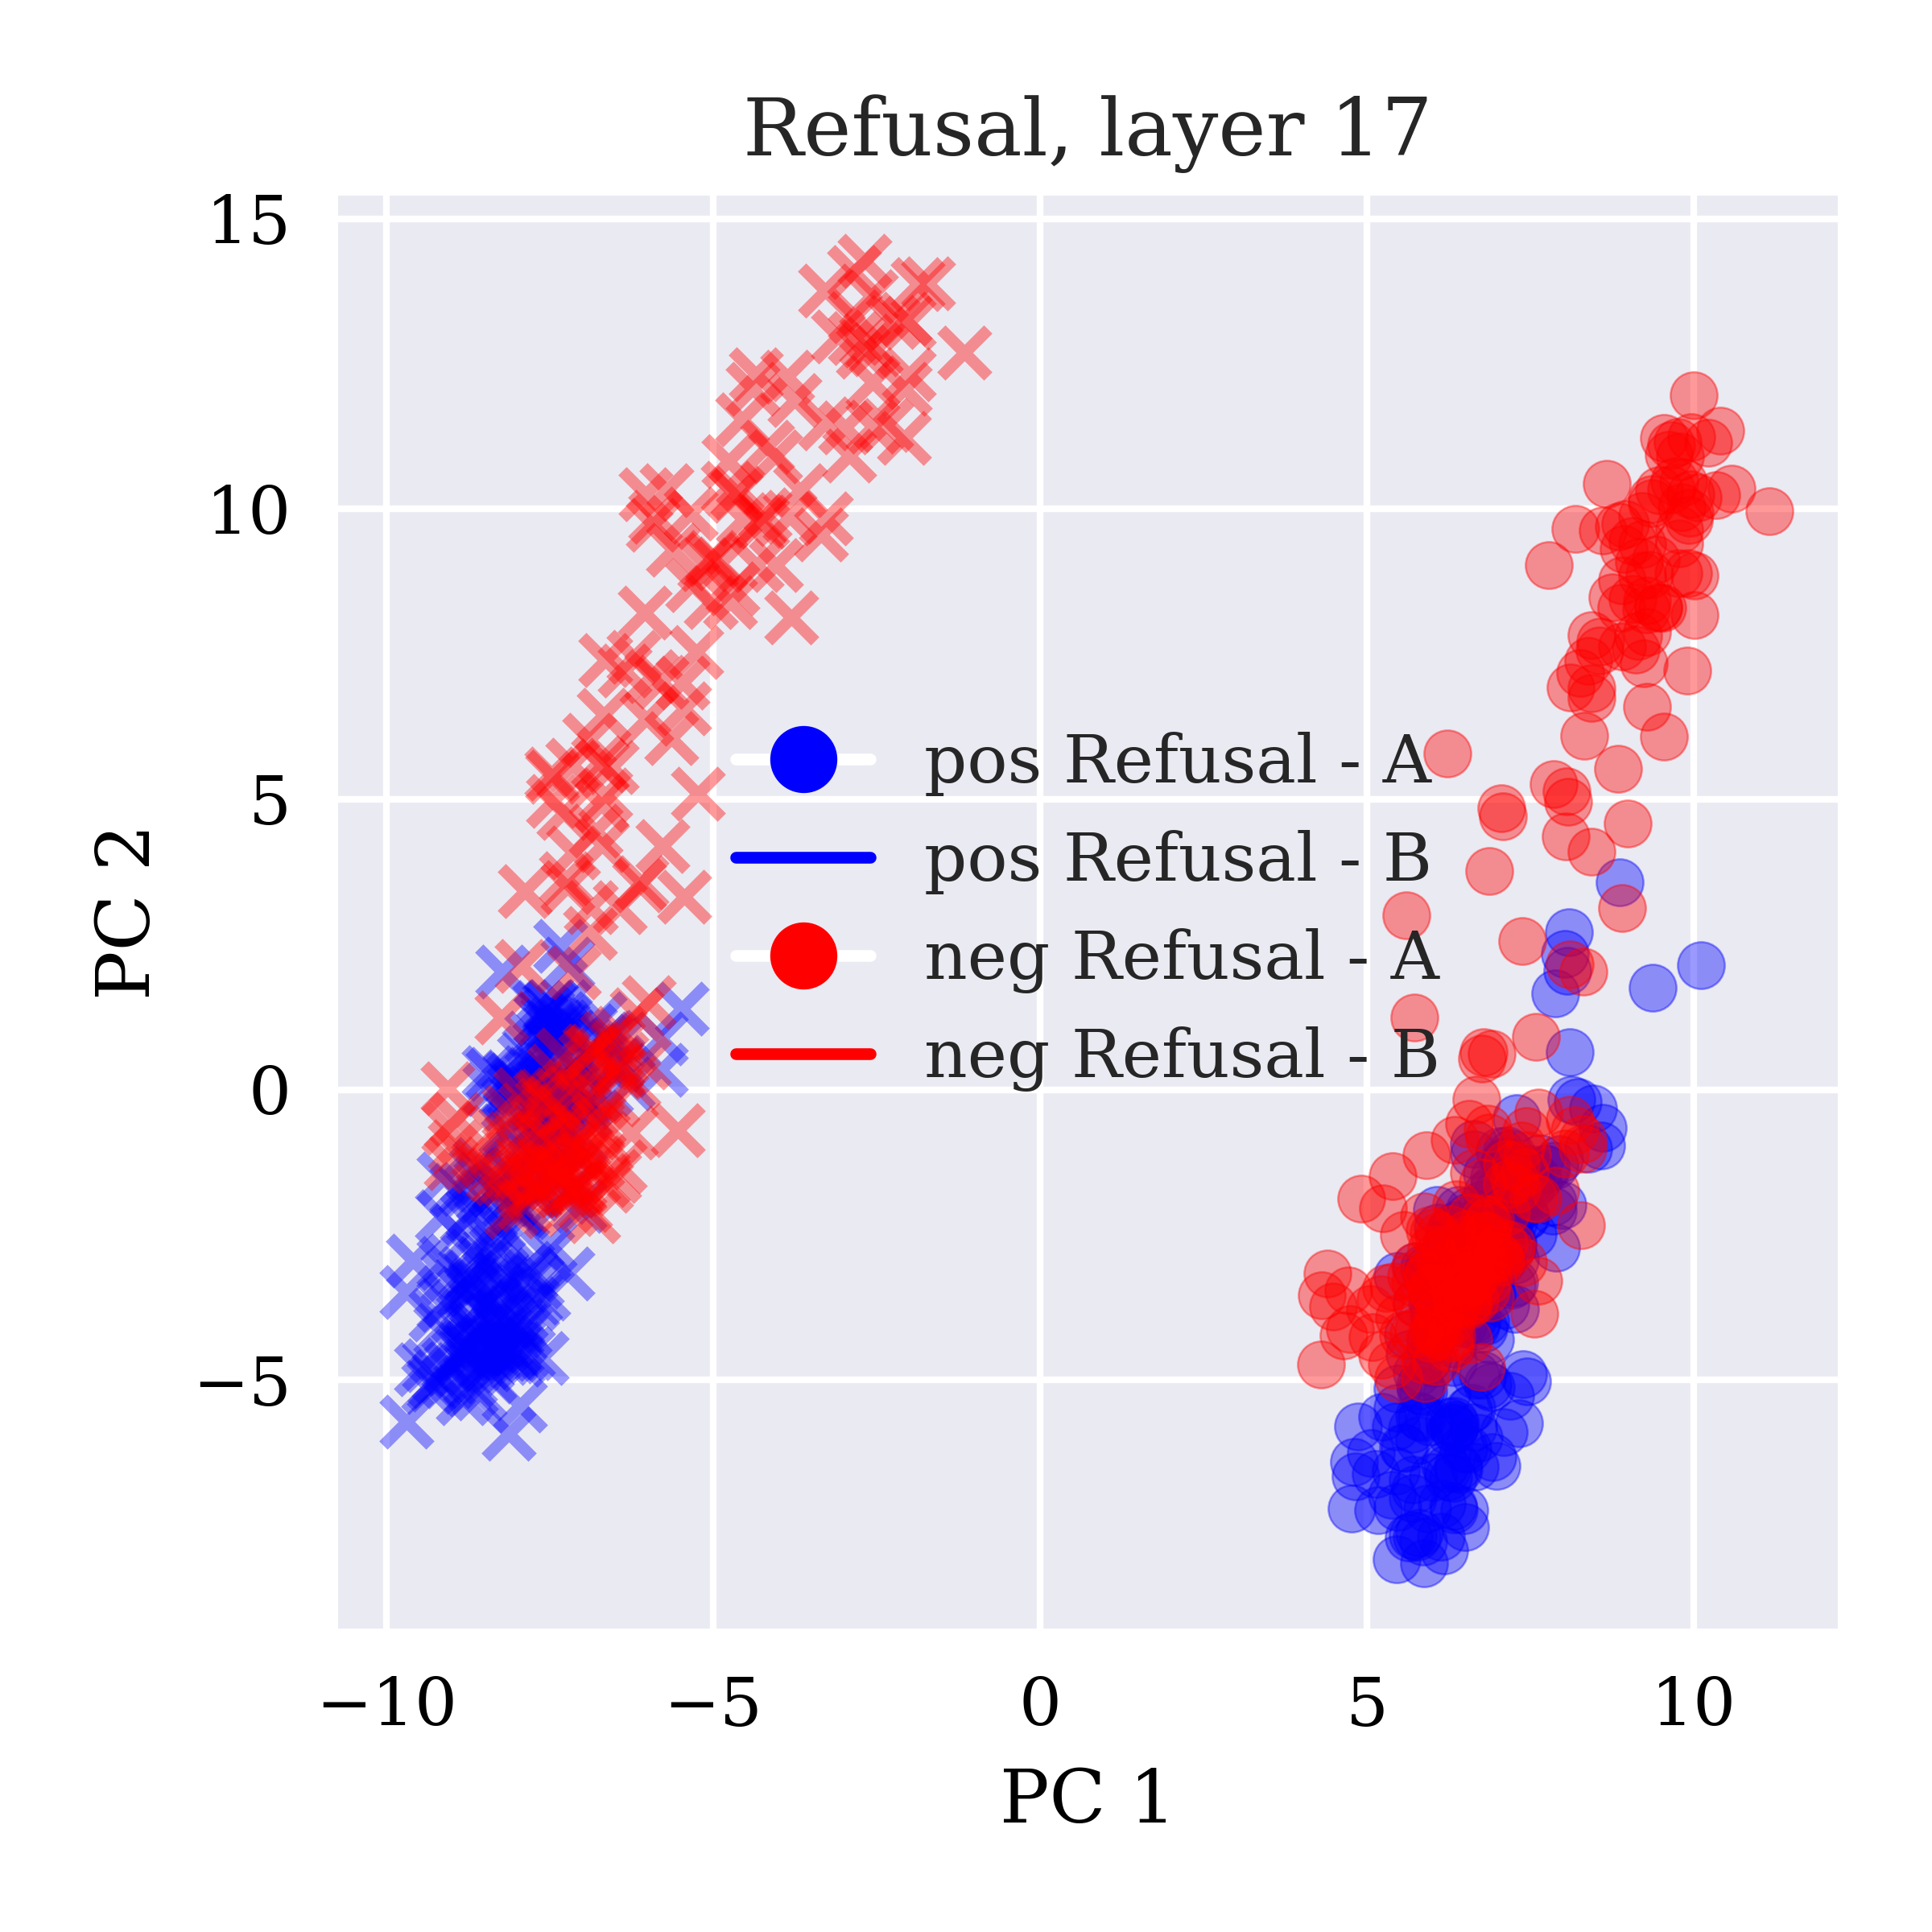 Refusal, layer 17
15
10
5
0
−5
PC 2
pos Refusal - A
pos Refusal - B
neg Refusal - A
neg Refusal - B
−10
−5
0
5
10
PC 1